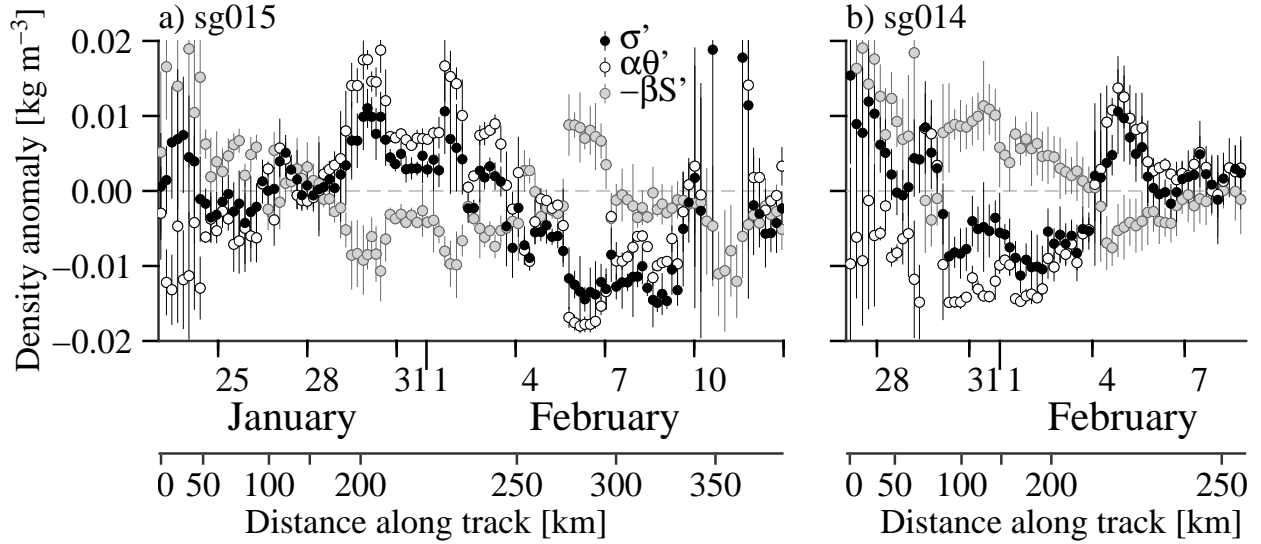 a) sg015
b) sg014
σ'
αθ'
−βS'
Density anomaly [kg m⁻³]
0.02
0.01
0.00
−0.01
−0.02
25 28 31 1 4 7 10
January February
0 50 100 200 250 300 350
Distance along track [km]
28 31 1 4 7
February
0 50 100 200 250
Distance along track [km]